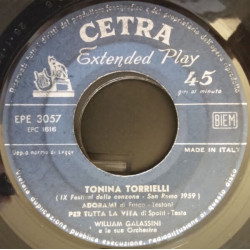 CETRA
Extended Play
45
giri al minuto
EPE 3057
EPC 1616
BIEM
MADE IN ITALY
TONINA TORRIELLI
(IX Festival della canzone - San Remo 1959)
ADORAMI di Fanciulli - Testoni
PER TUTTA LA VITA di Spotti - Testa
WILLIAM GALASSINI
e la sua Orchestra